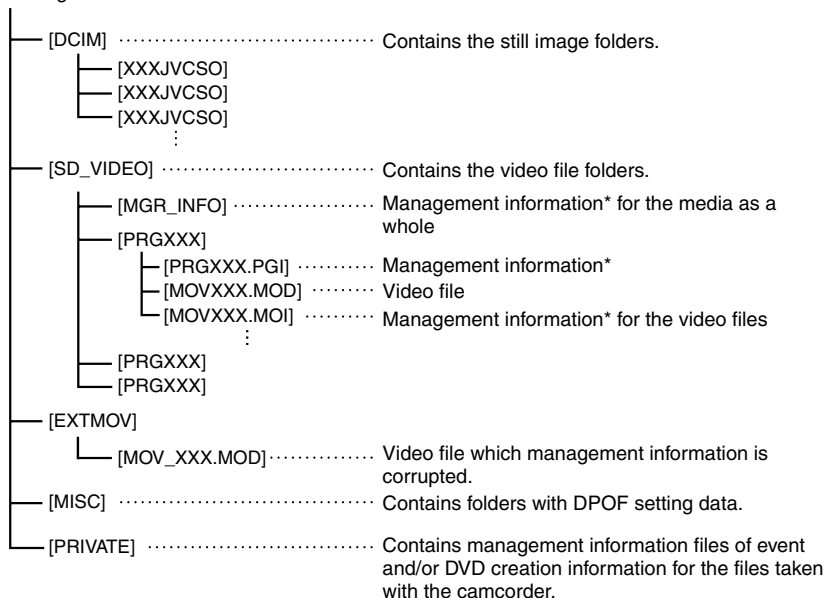 [DCIM] Contains the still image folders.
[XXXJVCSO]
[XXXJVCSO]
[XXXJVCSO]
[SD_VIDEO] Contains the video file folders.
[MGR_INFO] Management information* for the media as a
whole
[PRGXXX]
[PRGXXX.PGI] Management information*
[MOVXXX.MOD] Video file
[MOVXXX.MOI] Management information* for the video files
[PRGXXX]
[PRGXXX]
[EXTMOV]
[MOV_XXX.MOD] Video file which management information is
corrupted.
[MISC] Contains folders with DPOF setting data.
[PRIVATE] Contains management information files of event
and/or DVD creation information for the files taken
with the camcorder.